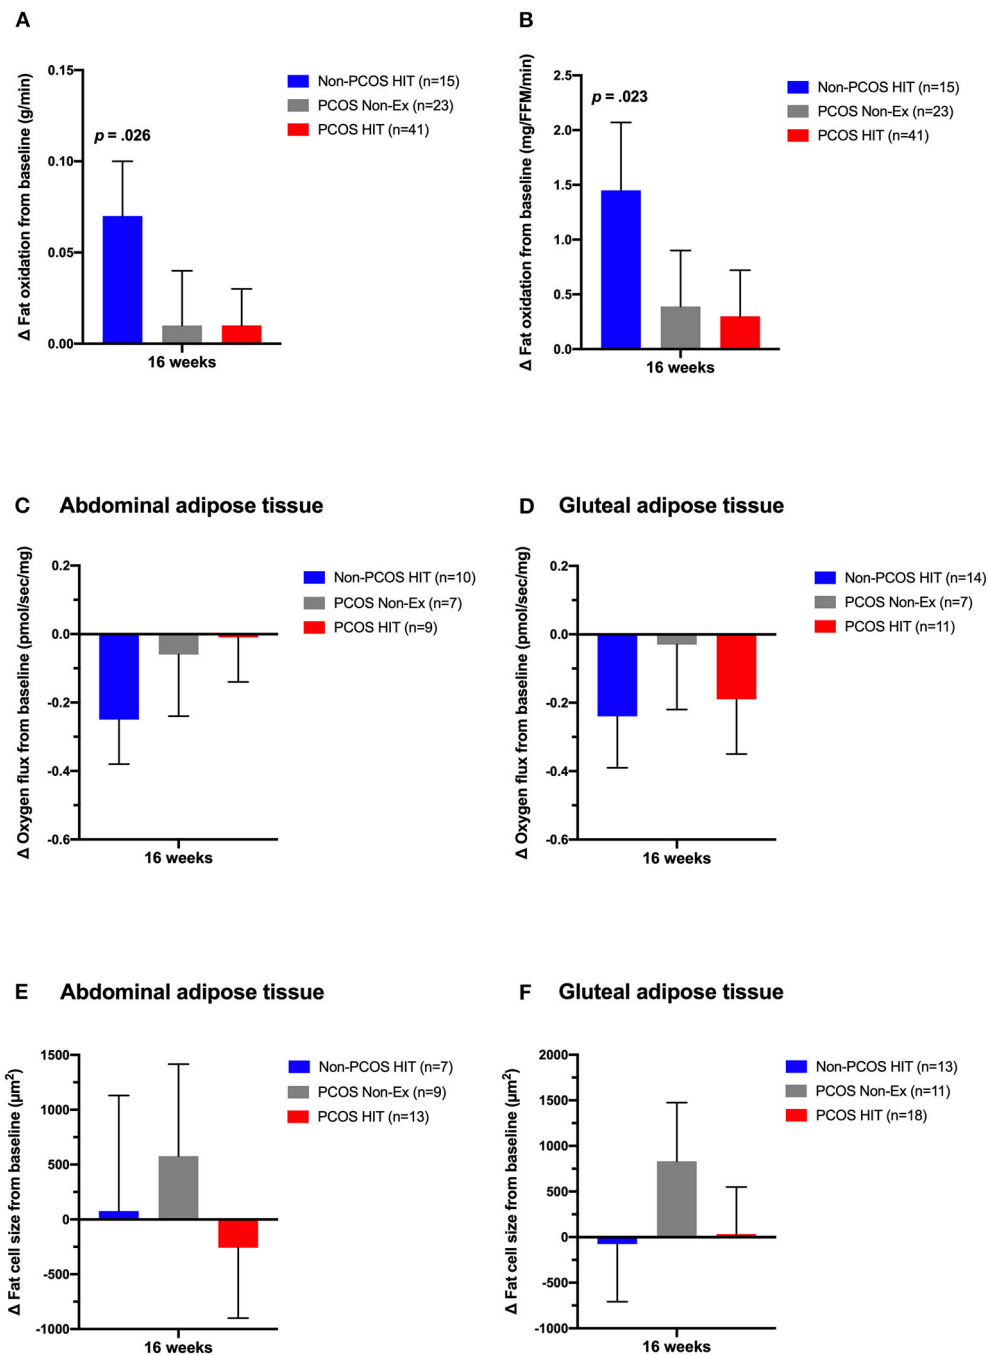 A
Δ Fat oxidation from baseline (g/min)
0.15
0.10
0.05
0.00
p = .026
16 weeks
Non-PCOS HIT (n=15)
PCOS Non-Ex (n=23)
PCOS HIT (n=41)
B
Δ Fat oxidation from baseline (mg/FFM/min)
2.5
2.0
1.5
1.0
0.5
0.0
p = .023
16 weeks
Non-PCOS HIT (n=15)
PCOS Non-Ex (n=23)
PCOS HIT (n=41)
C Abdominal adipose tissue
Δ Oxygen flux from baseline (pmol/sec/mg)
0.2
0.0
-0.2
-0.4
-0.6
16 weeks
Non-PCOS HIT (n=10)
PCOS Non-Ex (n=7)
PCOS HIT (n=9)
D Gluteal adipose tissue
Δ Oxygen flux from baseline (pmol/sec/mg)
0.2
0.0
-0.2
-0.4
-0.6
16 weeks
Non-PCOS HIT (n=14)
PCOS Non-Ex (n=7)
PCOS HIT (n=11)
E Abdominal adipose tissue
Δ Fat cell size from baseline (µm²)
1500
1000
500
0
-500
-1000
16 weeks
Non-PCOS HIT (n=7)
PCOS Non-Ex (n=9)
PCOS HIT (n=13)
F Gluteal adipose tissue
Δ Fat cell size from baseline (µm²)
2000
1500
1000
500
0
-500
-1000
16 weeks
Non-PCOS HIT (n=13)
PCOS Non-Ex (n=11)
PCOS HIT (n=18)